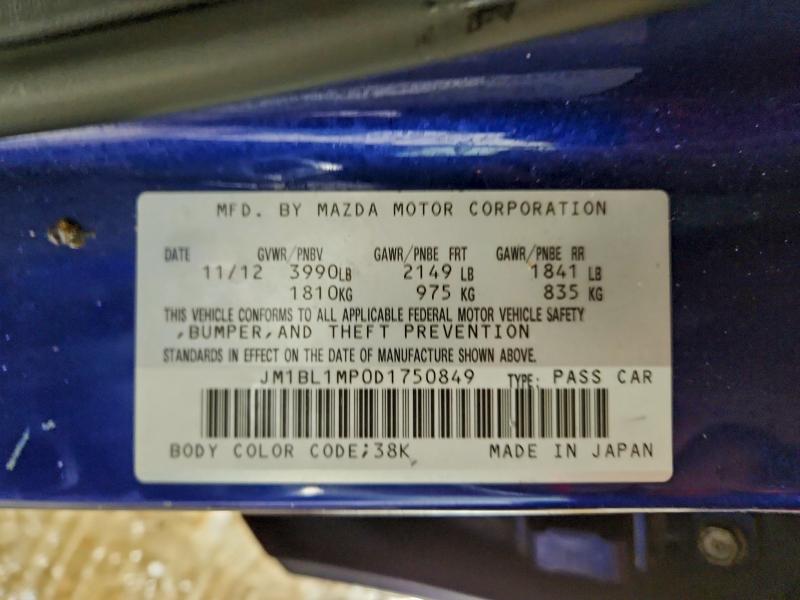 MFD. BY MAZDA MOTOR CORPORATION
DATE GVWR/PNBV GAWR/PNBE FRT GAWR/PNBE RR
11/12 3990LB 2149 LB 1841 LB
1810KG 975 KG 835 KG
THIS VEHICLE CONFORMS TO ALL APPLICABLE FEDERAL MOTOR VEHICLE SAFETY
,BUMPER,AND THEFT PREVENTION
STANDARDS IN EFFECT ON THE DATE OF MANUFACTURE SHOWN ABOVE.
JM1BL1MP0D1750849 TYPE: PASS CAR
BODY COLOR CODE;38K MADE IN JAPAN